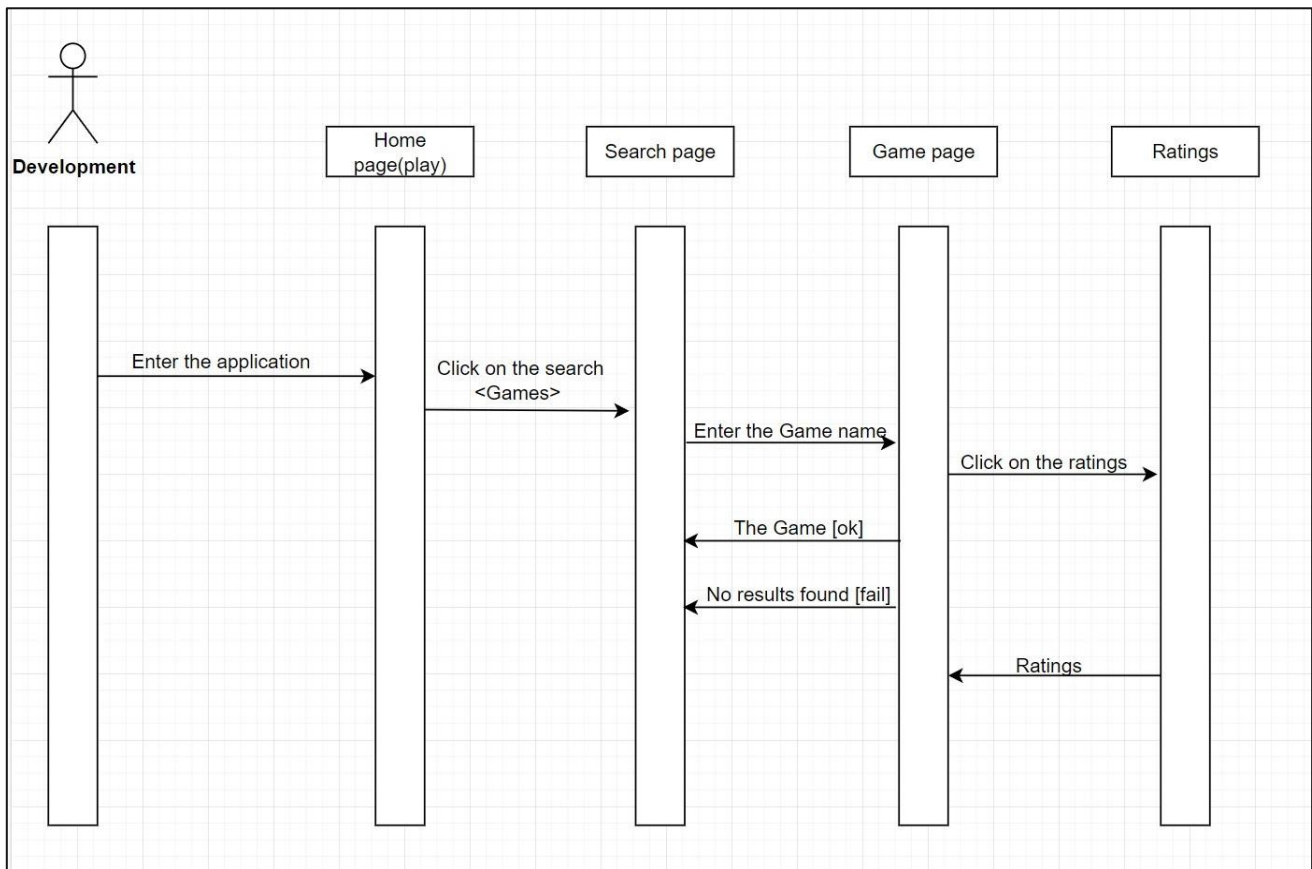 Development
Home
page(play)
Search page
Game page
Ratings
Enter the application
Click on the search
<Games>
Enter the Game name
Click on the ratings
The Game [ok]
No results found [fail]
Ratings